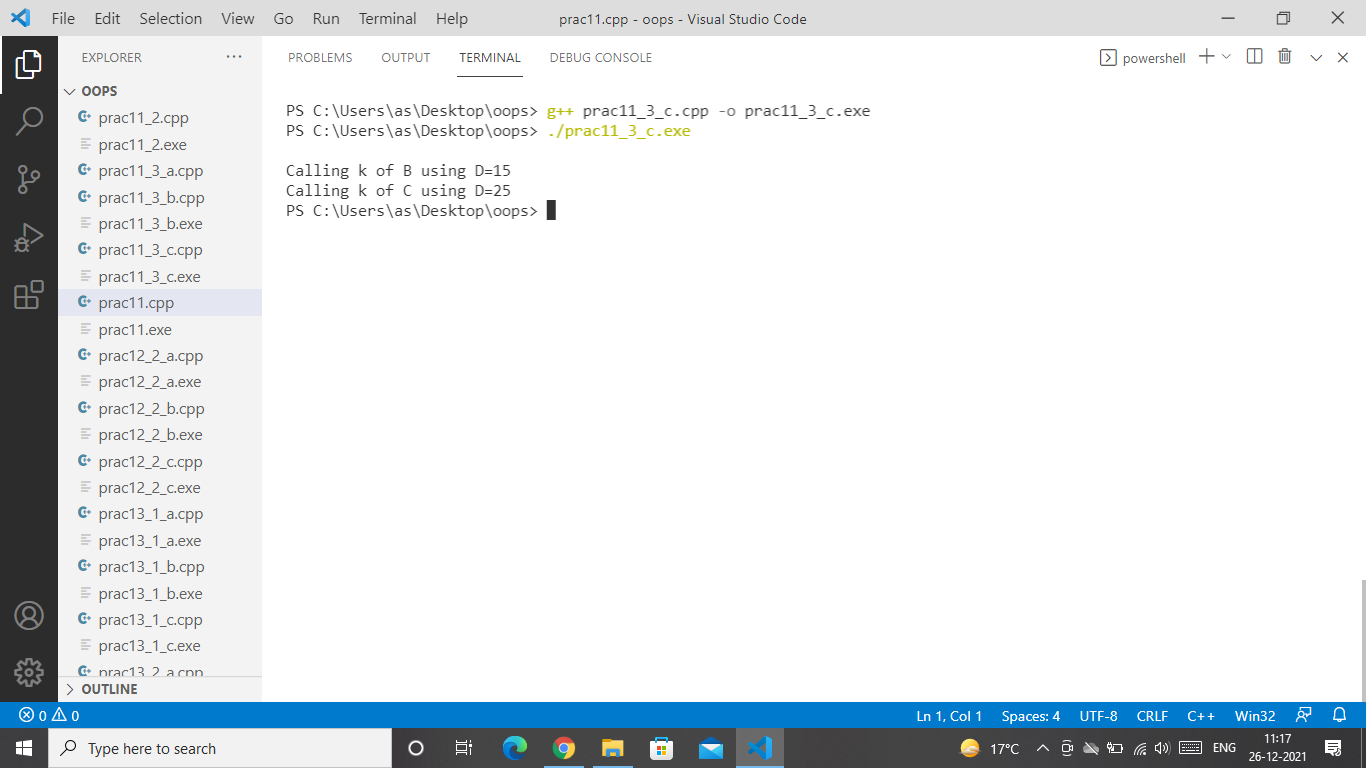 File Edit Selection View Go Run Terminal Help
prac11.cpp - oops - Visual Studio Code
EXPLORER
OOPS
prac11_2.cpp
prac11_2.exe
prac11_3_a.cpp
prac11_3_b.cpp
prac11_3_b.exe
prac11_3_c.cpp
prac11_3_c.exe
prac11.cpp
prac11.exe
prac12_2_a.cpp
prac12_2_a.exe
prac12_2_b.cpp
prac12_2_b.exe
prac12_2_c.cpp
prac12_2_c.exe
prac13_1_a.cpp
prac13_1_a.exe
prac13_1_b.cpp
prac13_1_b.exe
prac13_1_c.cpp
prac13_1_c.exe
prac13_2_a.cpp
OUTLINE
PROBLEMS OUTPUT TERMINAL DEBUG CONSOLE
powershell
PS C:\Users\as\Desktop\oops> g++ prac11_3_c.cpp -o prac11_3_c.exe
PS C:\Users\as\Desktop\oops> ./prac11_3_c.exe
Calling k of B using D=15
Calling k of C using D=25
PS C:\Users\as\Desktop\oops>
0 0
Ln 1, Col 1 Spaces: 4 UTF-8 CRLF C++ Win32
Type here to search
17°C
ENG
11:17
26-12-2021